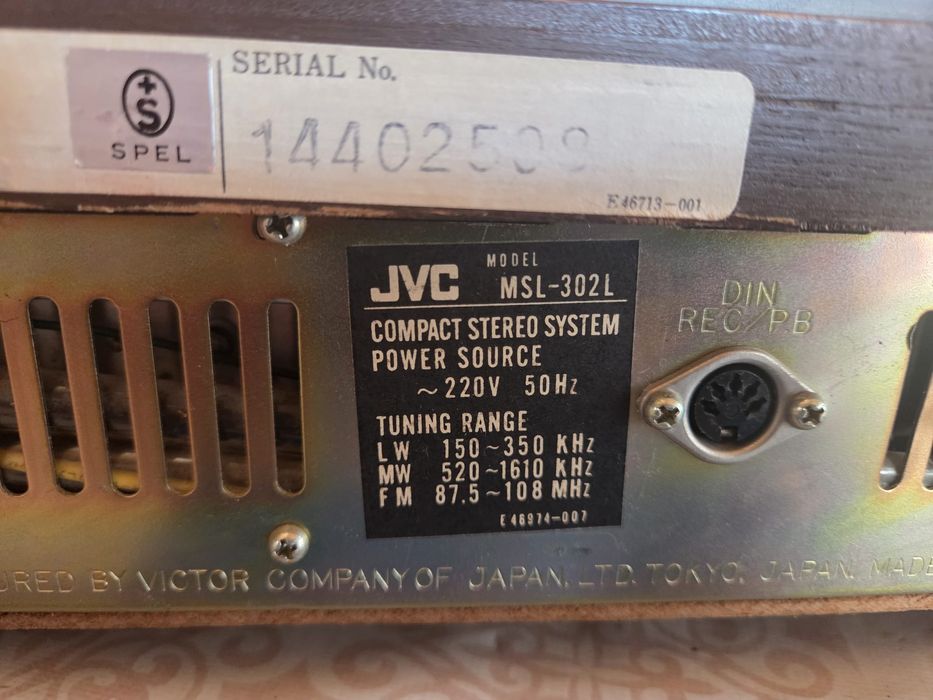 SERIAL No.
S
SPEL
E46713-001
JVC MODEL
MSL-302L
COMPACT STEREO SYSTEM
POWER SOURCE
~220V 50Hz
TUNING RANGE
LW 150~350 KHz
MW 520~1610 KHz
FM 87.5~108 MHz
E46974-007
DIN
REC/PB
URED BY VICTOR COMPANY OF JAPAN, LTD. TOKYO, JAPAN. MADE